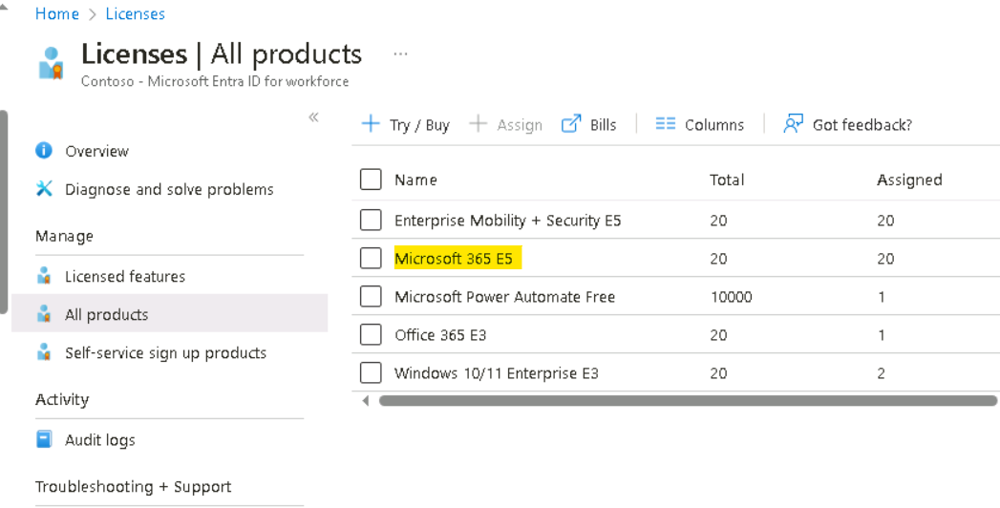 Home > Licenses
Licenses | All products ...
Contoso - Microsoft Entra ID for workforce
«
Overview
Diagnose and solve problems
Manage
Licensed features
All products
Self-service sign up products
Activity
Audit logs
Troubleshooting + Support
+ Try / Buy + Assign Bills Columns Got feedback?
Name Total Assigned
Enterprise Mobility + Security E5 20 20
Microsoft 365 E5 20 20
Microsoft Power Automate Free 10000 1
Office 365 E3 20 1
Windows 10/11 Enterprise E3 20 2